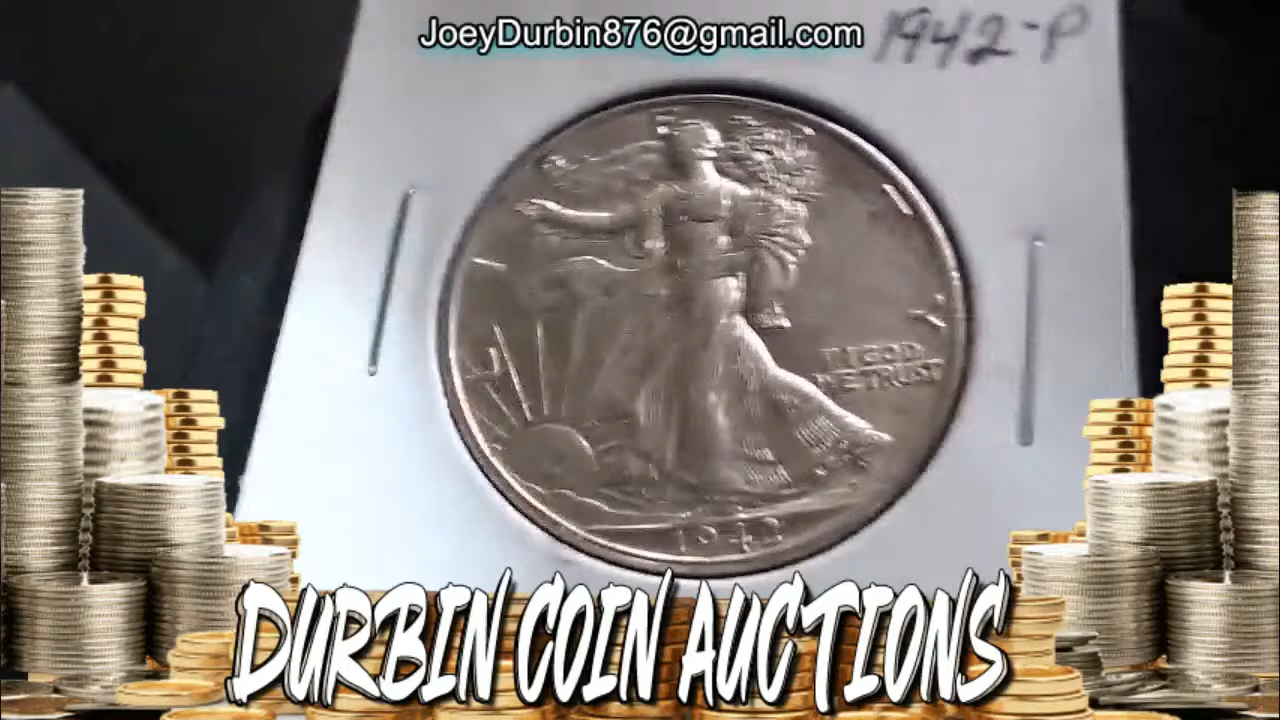 JoeyDurbin876@gmail.com
1942-P
IN GOD
WE TRUST
1942
DURBIN COIN AUCTIONS